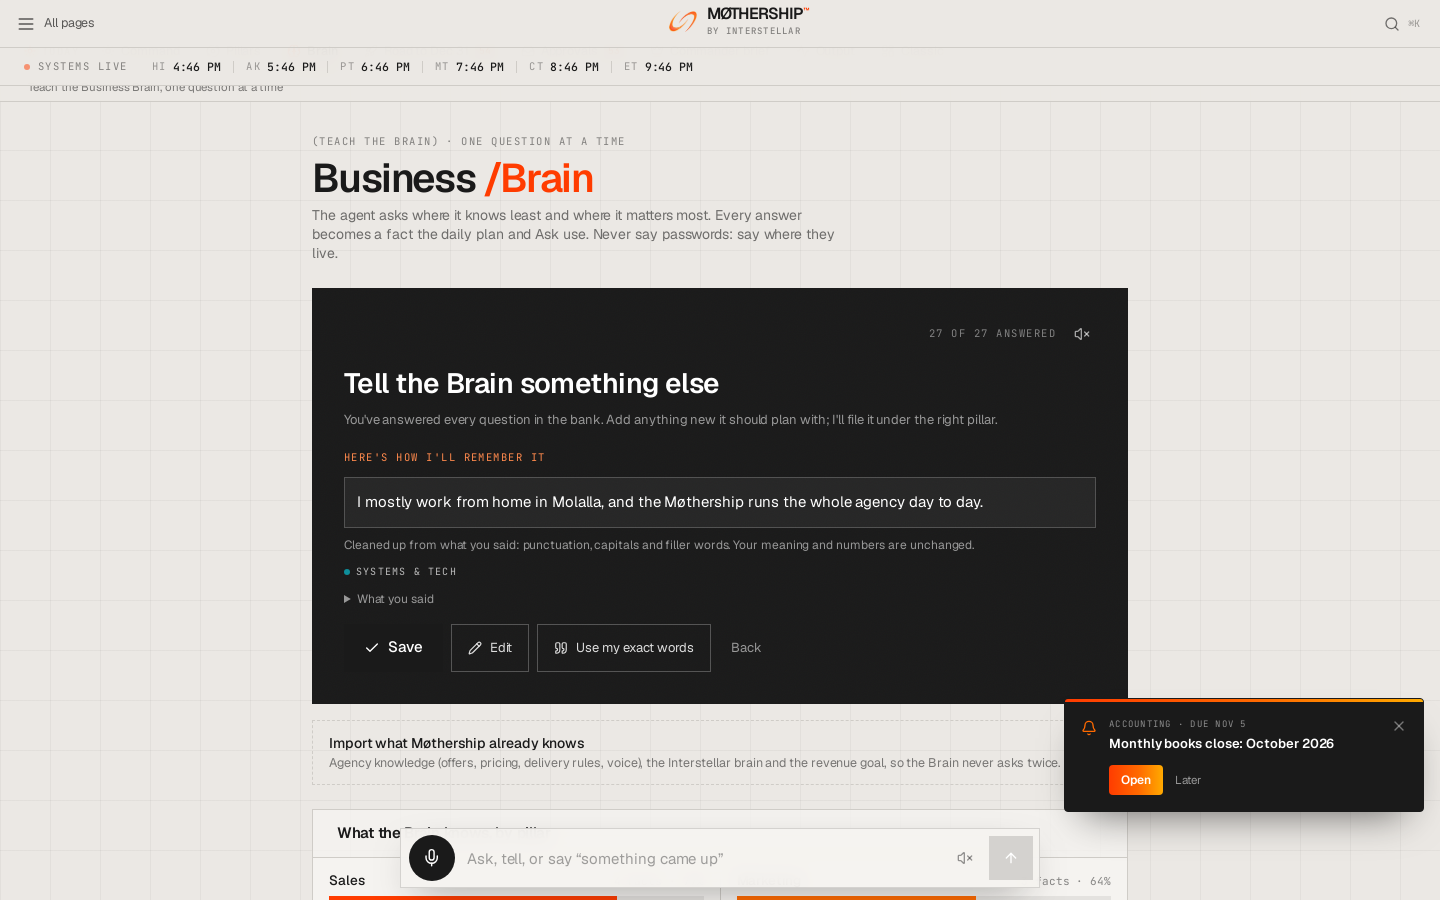 All pages
MØTHERSHIP™
BY INTERSTELLAR
⌘K
SYSTEMS LIVE
HI 4:46 PM
AK 5:46 PM
PT 6:46 PM
MT 7:46 PM
CT 8:46 PM
ET 9:46 PM
Teach the Business Brain, one question at a time
(TEACH THE BRAIN) · ONE QUESTION AT A TIME
Business /Brain
The agent asks where it knows least and where it matters most. Every answer
becomes a fact the daily plan and Ask use. Never say passwords: say where they
live.
27 OF 27 ANSWERED
Tell the Brain something else
You've answered every question in the bank. Add anything new it should plan with; I'll file it under the right pillar.
HERE'S HOW I'LL REMEMBER IT
I mostly work from home in Molalla, and the Møthership runs the whole agency day to day.
Cleaned up from what you said: punctuation, capitals and filler words. Your meaning and numbers are unchanged.
SYSTEMS & TECH
What you said
Save
Edit
Use my exact words
Back
Import what Møthership already knows
Agency knowledge (offers, pricing, delivery rules, voice), the Interstellar brain and the revenue goal, so the Brain never asks twice.
ACCOUNTING · DUE NOV 5
Monthly books close: October 2026
Open
Later
What the
Ask, tell, or say “something came up”
Sales
facts · 64%